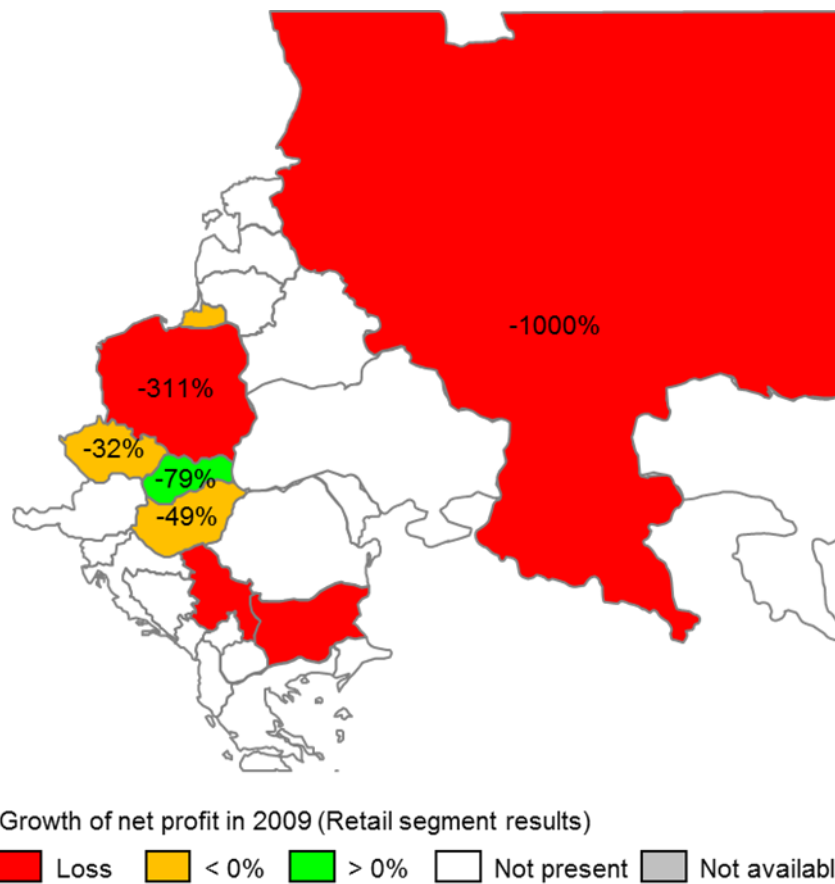 -1000%
-311%
-32%
-79%
-49%
Growth of net profit in 2009 (Retail segment results)
Loss < 0% > 0% Not present Not availabl